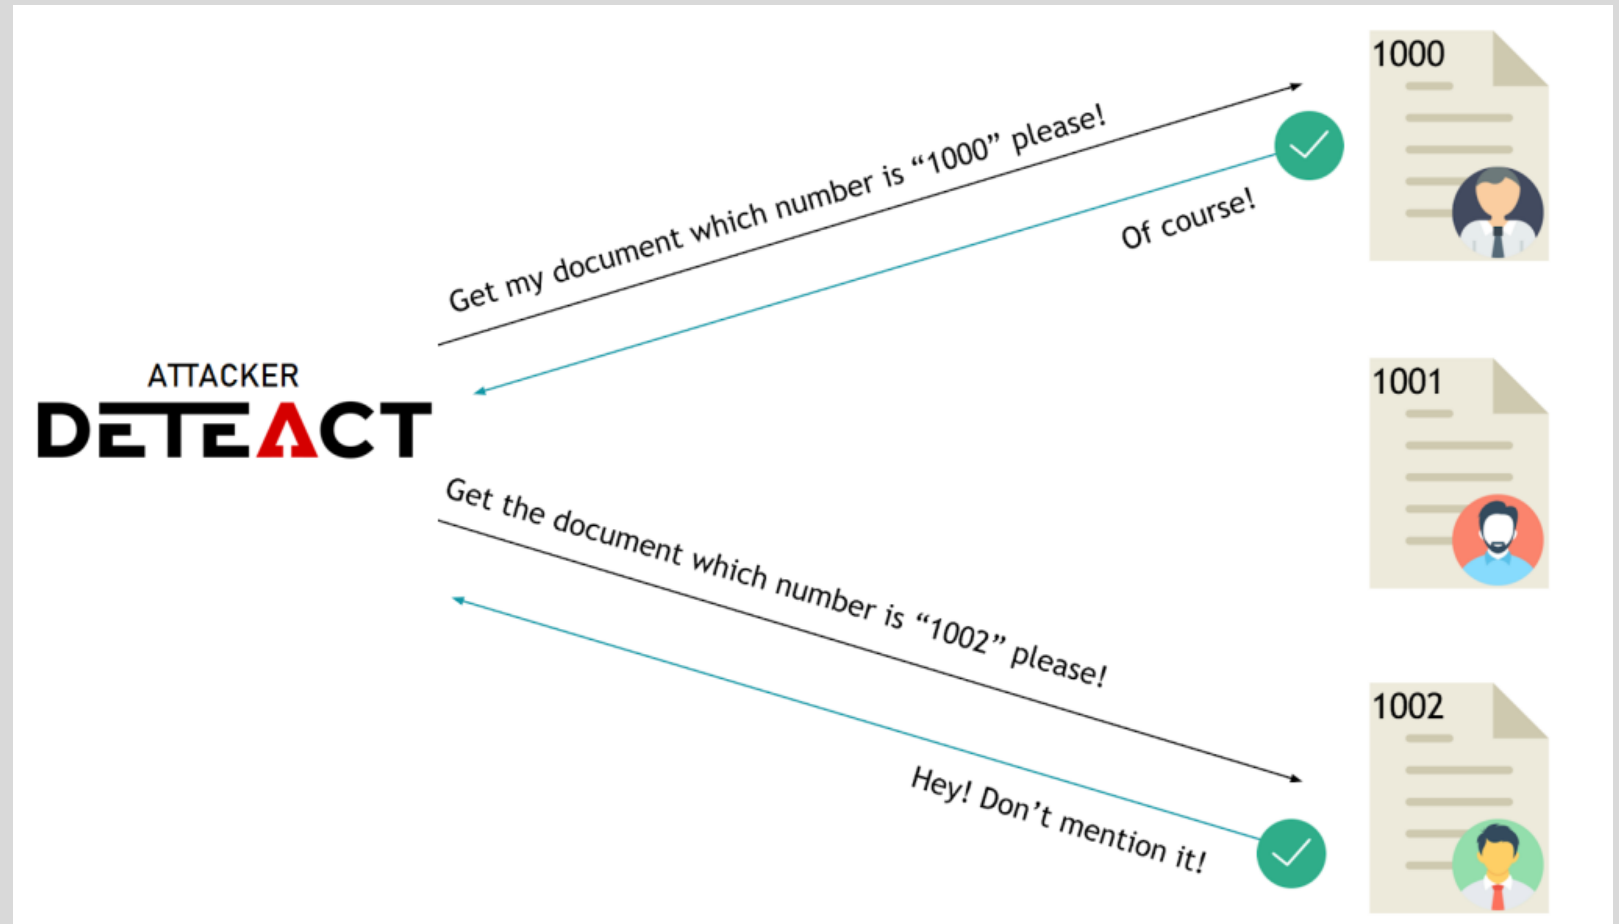 1000
Get my document which number is “1000” please!
Of course!
ATTACKER
DETEACT
1001
Get the document which number is “1002” please!
Hey! Don’t mention it!
1002